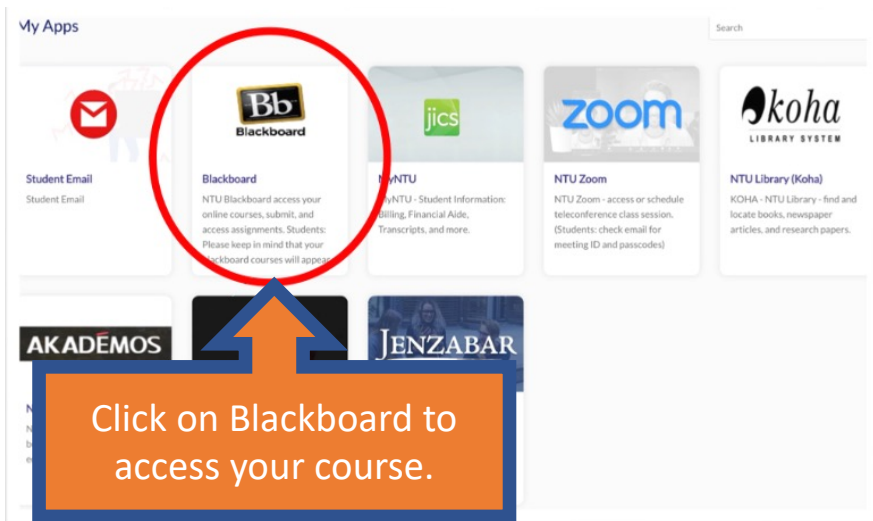 My Apps
Search
Bb
Blackboard
jics
zoom
koha
LIBRARY SYSTEM
Student Email
Student Email
Blackboard
NTU Blackboard access your
online courses, submit, and
access assignments. Students:
Please keep in mind that your
Blackboard courses will appear
MyNTU
MyNTU - Student Information:
Billing, Financial Aide,
Transcripts, and more.
NTU Zoom
NTU Zoom - access or schedule
teleconference class session.
(Students: check email for
meeting ID and passcodes)
NTU Library (Koha)
KOHA - NTU Library - find and
locate books, newspaper
articles, and research papers.
AKADEMOS
JENZABAR
Click on Blackboard to
access your course.